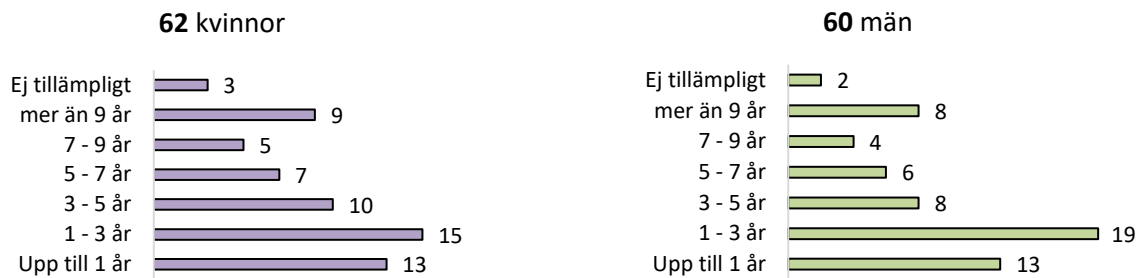 62 kvinnor
Ej tillämpligt 3
mer än 9 år 9
7 - 9 år 5
5 - 7 år 7
3 - 5 år 10
1 - 3 år 15
Upp till 1 år 13
60 män
Ej tillämpligt 2
mer än 9 år 8
7 - 9 år 4
5 - 7 år 6
3 - 5 år 8
1 - 3 år 19
Upp till 1 år 13